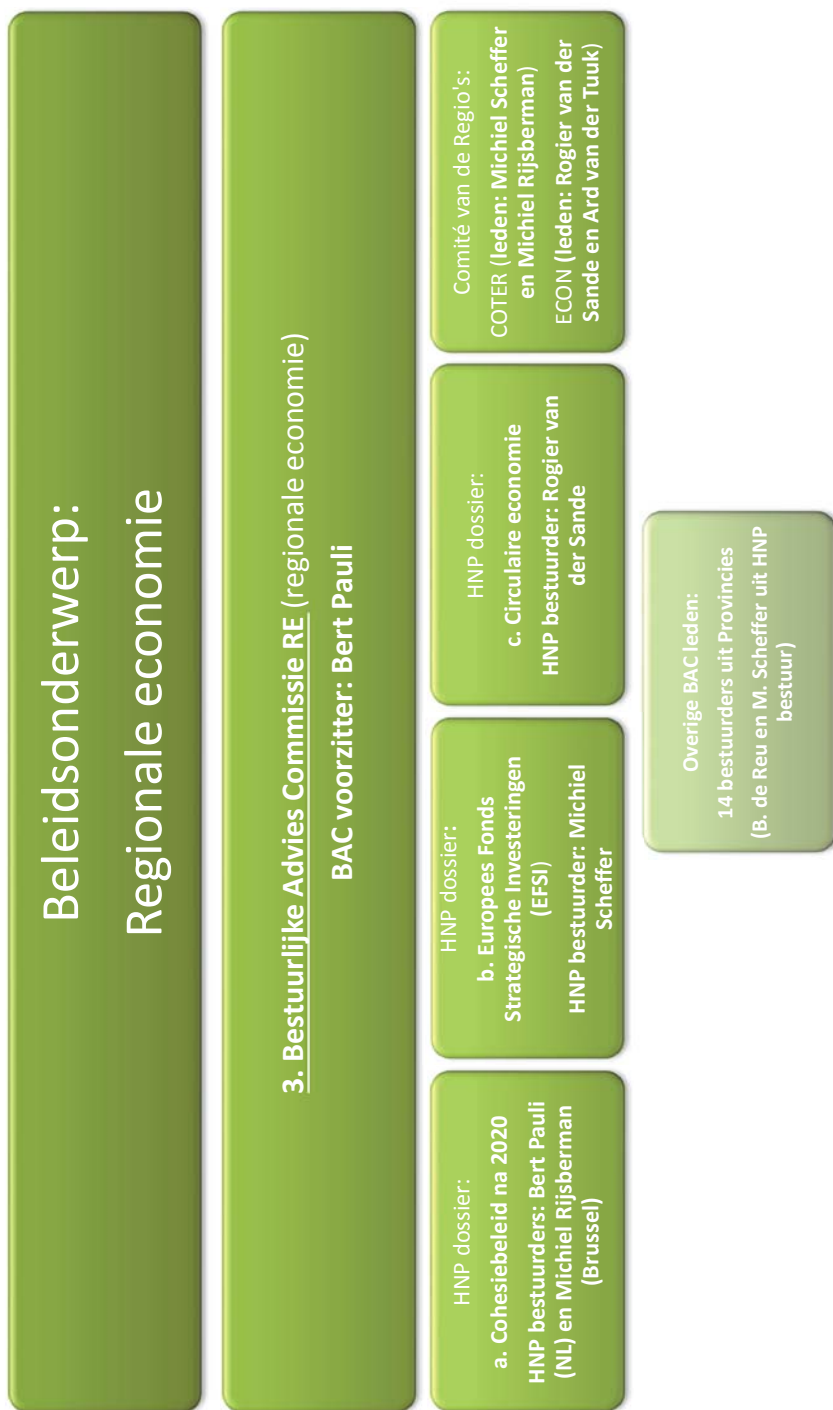 Beleidsonderwerp:
Regionale economie
3. Bestuurlijke Advies Commissie RE (regionale economie)
BAC voorzitter: Bert Pauli
HNP dossier:
a. Cohesiebeleid na 2020
HNP bestuurders: Bert Pauli
(NL) en Michiel Rijsberman
(Brussel)
HNP dossier:
b. Europees Fonds
Strategische Investeringen
(EFSI)
HNP bestuurder: Michiel
Scheffer
HNP dossier:
c. Circulaire economie
HNP bestuurder: Rogier van
der Sande
Comité van de Regio's:
COTER (leden: Michiel Scheffer
en Michiel Rijsberman)
ECON (leden: Rogier van der
Sande en Ard van der Tuuk)
Overige BAC leden:
14 bestuurders uit Provincies
(B. de Reu en M. Scheffer uit HNP
bestuur)